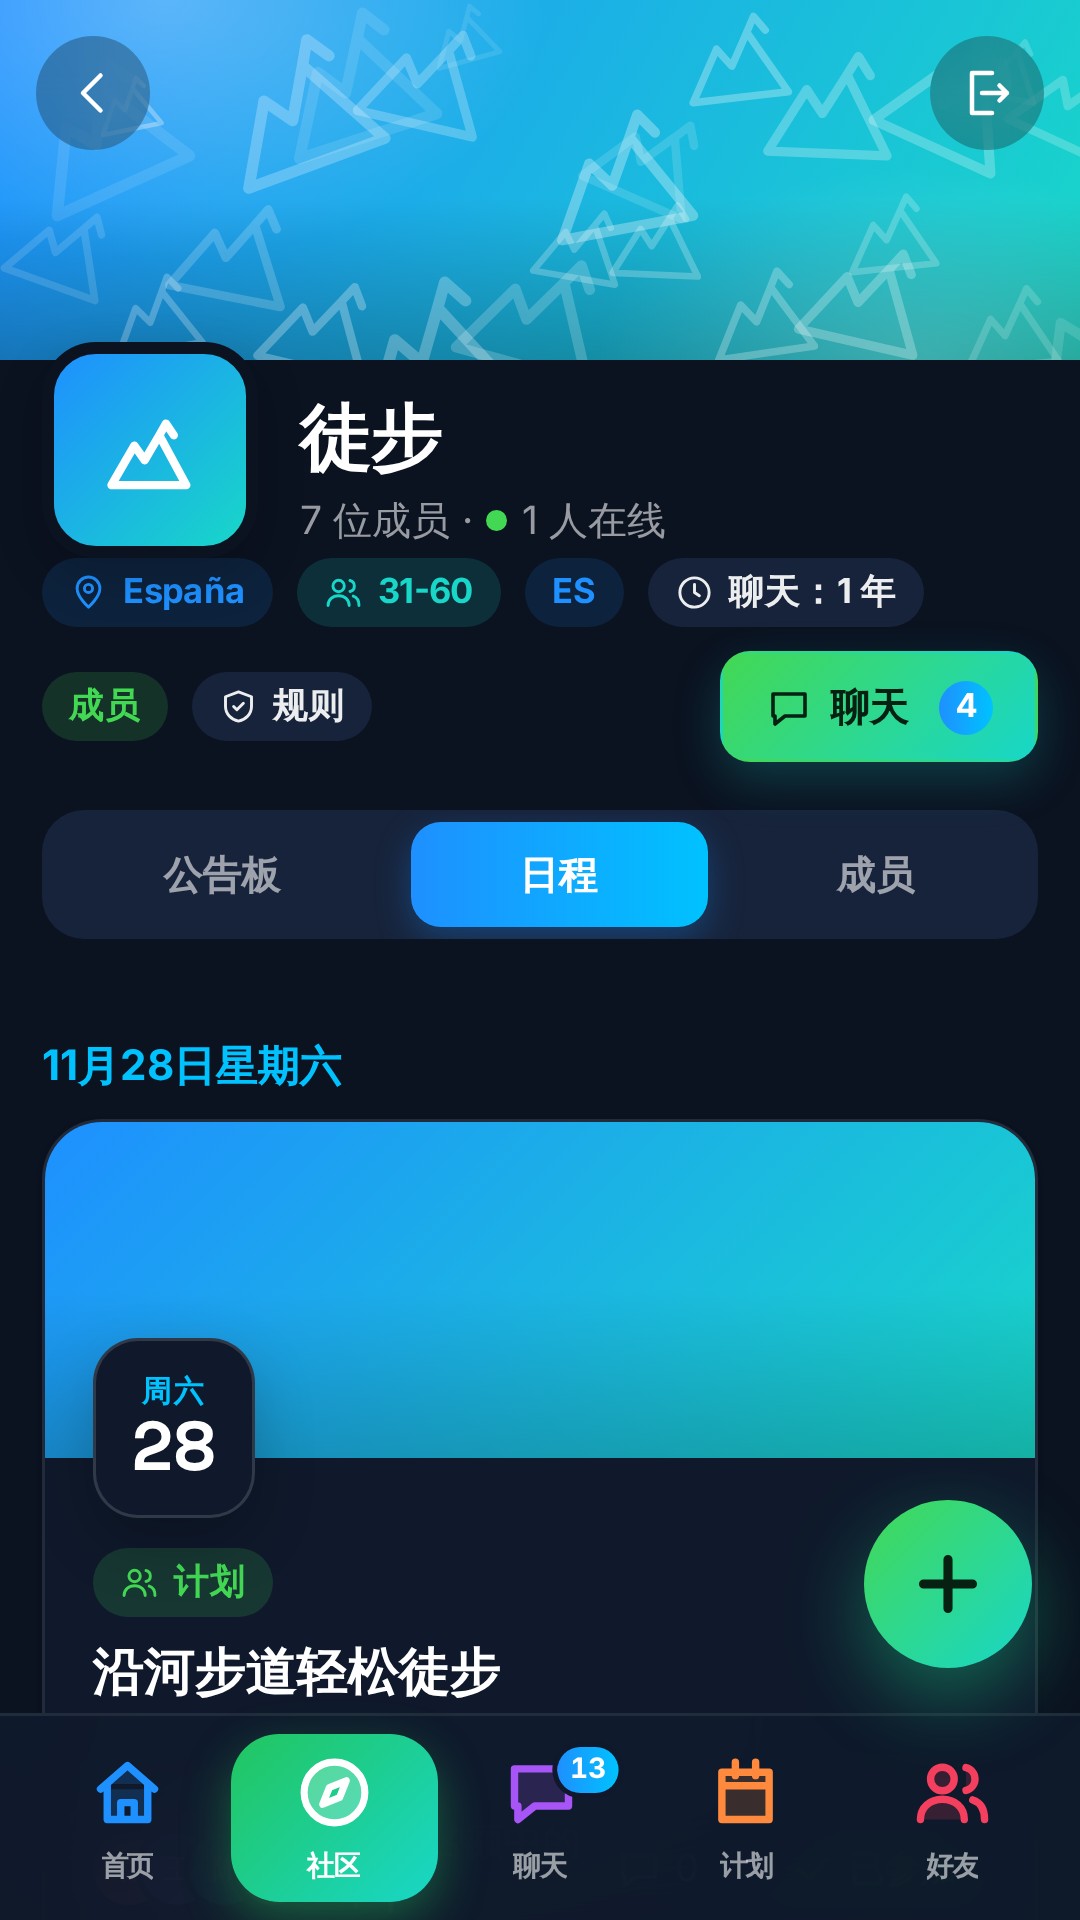 徒步
7 位成员 · 1 人在线
España
31-60
ES
聊天：1 年
成员
规则
聊天 4
公告板
日程
成员
11月28日星期六
周六
28
计划
沿河步道轻松徒步
13
首页
社区
聊天
计划
好友